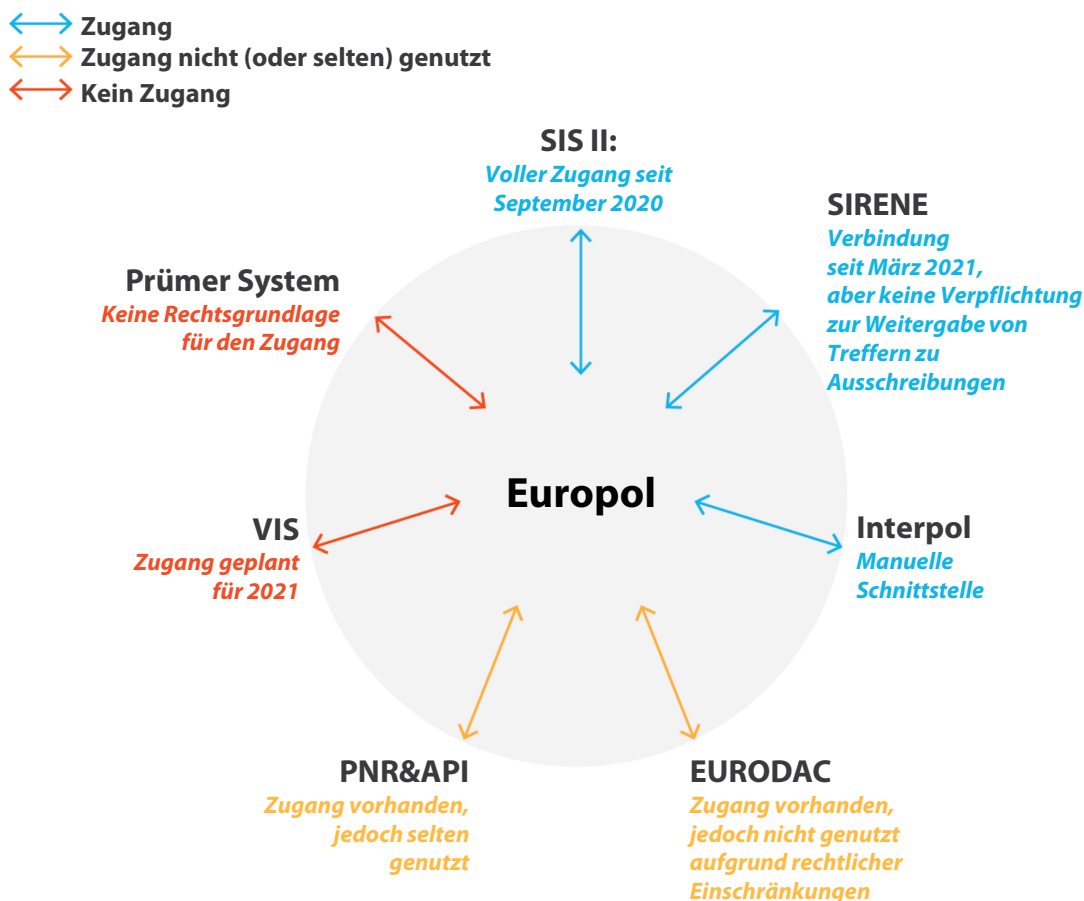 Zugang
Zugang nicht (oder selten) genutzt
Kein Zugang
SIS II:
Voller Zugang seit
September 2020
SIRENE
Verbindung
seit März 2021,
aber keine Verpflichtung
zur Weitergabe von
Treffern zu
Ausschreibungen
Prümer System
Keine Rechtsgrundlage
für den Zugang
Europol
VIS
Zugang geplant
für 2021
Interpol
Manuelle
Schnittstelle
PNR&API
Zugang vorhanden,
jedoch selten
genutzt
EURODAC
Zugang vorhanden,
jedoch nicht genutzt
aufgrund rechtlicher
Einschränkungen